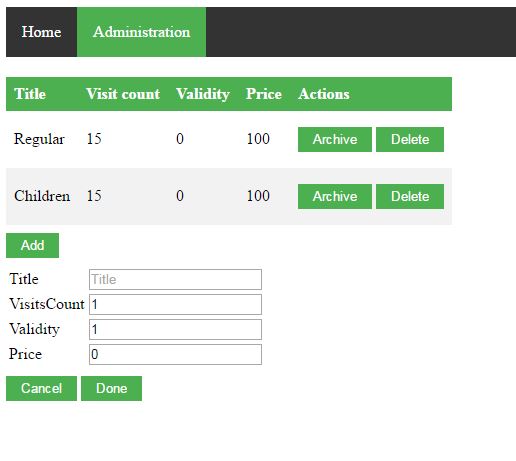 Home Administration
Title Visit count Validity Price Actions
Regular 15 0 100 Archive Delete
Children 15 0 100 Archive Delete
Add
Title Title
VisitsCount 1
Validity 1
Price 0
Cancel Done